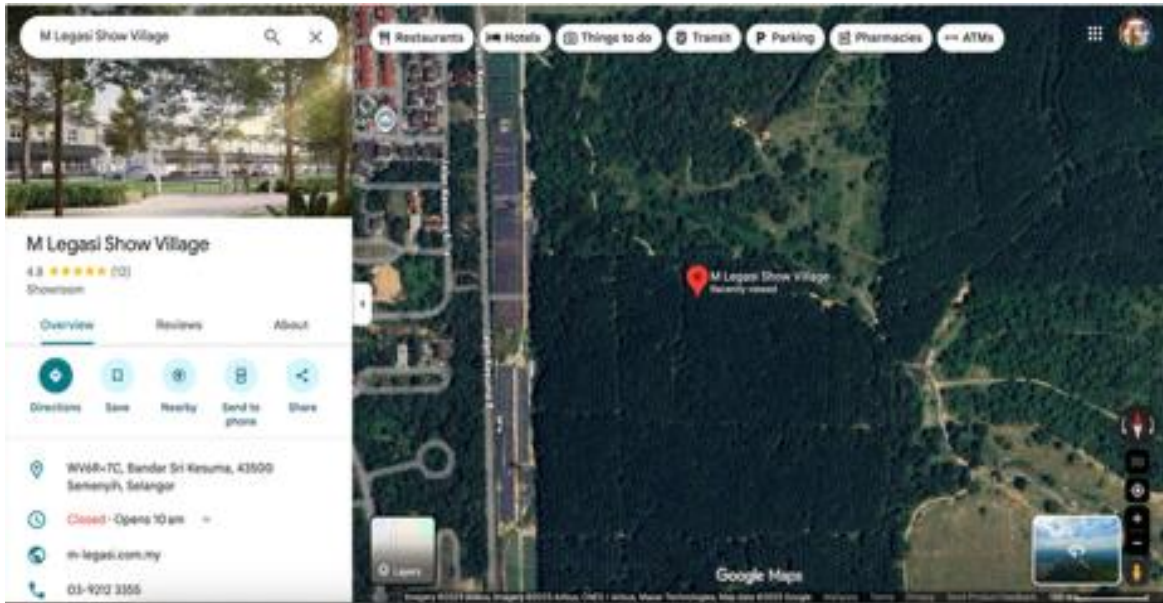 M Legasi Show Village
Restaurants
Hotels
Things to do
Transit
Parking
Pharmacies
ATMs
M Legasi Show Village
4.8 (12)
Showroom
Overview
Reviews
About
Directions
Save
Nearby
Send to
phone
Share
WV6R+7C, Bandar Sri Kesuma, 43500
Semenyih, Selangor
Closed · Opens 10 am
m-legasi.com.my
03-9212 3355
M Legasi Show Village
Recently viewed
Layers
Google Maps